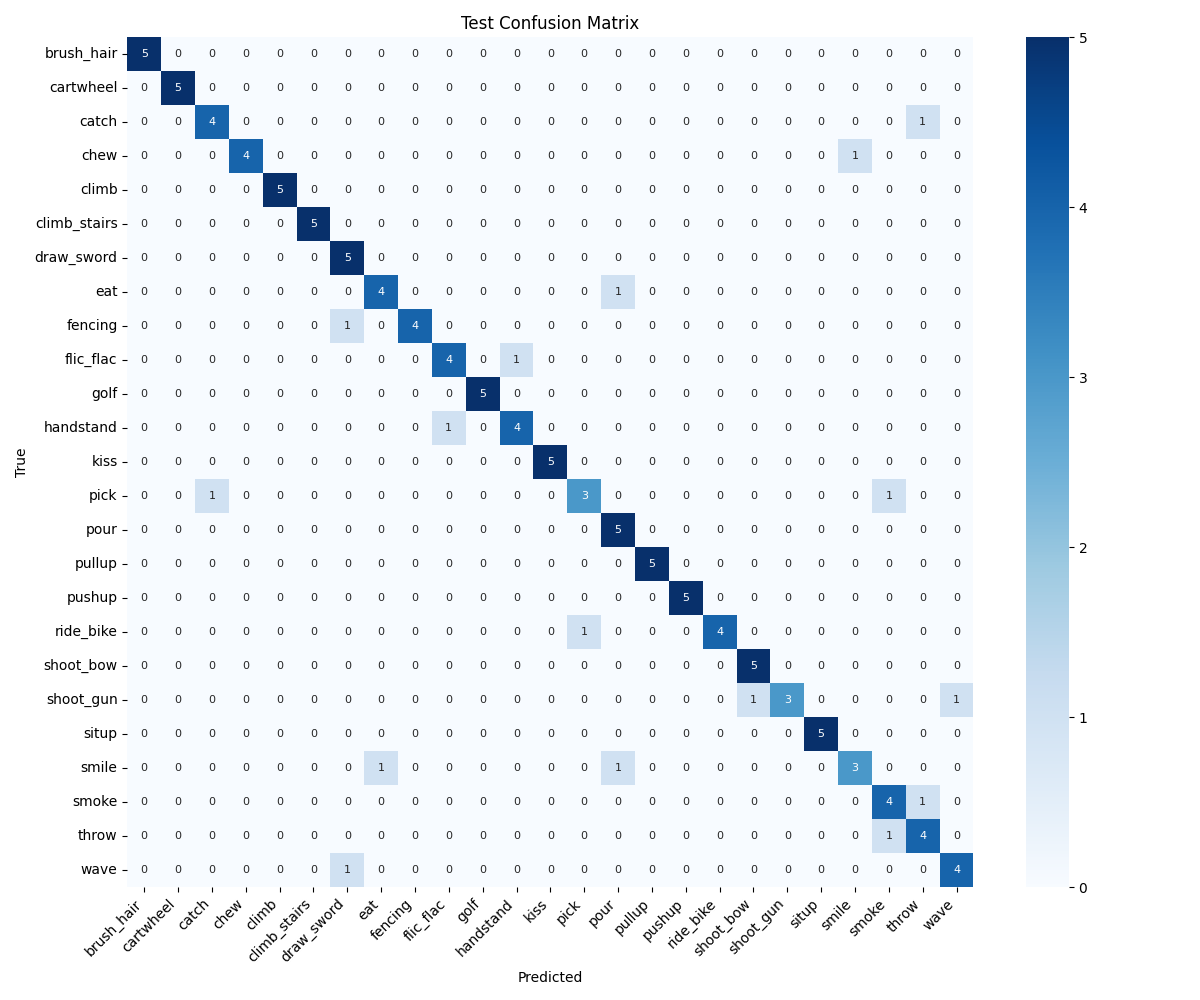 Test Confusion Matrix
brush_hair 5 0 0 0 0 0 0 0 0 0 0 0 0 0 0 0 0 0 0 0 0 0 0 0 0
cartwheel 0 5 0 0 0 0 0 0 0 0 0 0 0 0 0 0 0 0 0 0 0 0 0 0 0
catch 0 0 4 0 0 0 0 0 0 0 0 0 0 0 0 0 0 0 0 0 0 0 0 1 0
chew 0 0 0 4 0 0 0 0 0 0 0 0 0 0 0 0 0 0 0 0 0 1 0 0 0
climb 0 0 0 0 5 0 0 0 0 0 0 0 0 0 0 0 0 0 0 0 0 0 0 0 0
climb_stairs 0 0 0 0 0 5 0 0 0 0 0 0 0 0 0 0 0 0 0 0 0 0 0 0 0
draw_sword 0 0 0 0 0 0 5 0 0 0 0 0 0 0 0 0 0 0 0 0 0 0 0 0 0
eat 0 0 0 0 0 0 0 4 0 0 0 0 0 0 1 0 0 0 0 0 0 0 0 0 0
fencing 0 0 0 0 0 0 1 0 4 0 0 0 0 0 0 0 0 0 0 0 0 0 0 0 0
flic_flac 0 0 0 0 0 0 0 0 0 4 0 1 0 0 0 0 0 0 0 0 0 0 0 0 0
golf 0 0 0 0 0 0 0 0 0 0 5 0 0 0 0 0 0 0 0 0 0 0 0 0 0
handstand 0 0 0 0 0 0 0 0 0 1 0 4 0 0 0 0 0 0 0 0 0 0 0 0 0
kiss 0 0 0 0 0 0 0 0 0 0 0 0 5 0 0 0 0 0 0 0 0 0 0 0 0
pick 0 0 1 0 0 0 0 0 0 0 0 0 0 3 0 0 0 0 0 0 0 0 1 0 0
pour 0 0 0 0 0 0 0 0 0 0 0 0 0 0 5 0 0 0 0 0 0 0 0 0 0
pullup 0 0 0 0 0 0 0 0 0 0 0 0 0 0 0 5 0 0 0 0 0 0 0 0 0
pushup 0 0 0 0 0 0 0 0 0 0 0 0 0 0 0 0 5 0 0 0 0 0 0 0 0
ride_bike 0 0 0 0 0 0 0 0 0 0 0 0 0 1 0 0 0 4 0 0 0 0 0 0 0
shoot_bow 0 0 0 0 0 0 0 0 0 0 0 0 0 0 0 0 0 0 5 0 0 0 0 0 0
shoot_gun 0 0 0 0 0 0 0 0 0 0 0 0 0 0 0 0 0 0 1 3 0 0 0 0 1
situp 0 0 0 0 0 0 0 0 0 0 0 0 0 0 0 0 0 0 0 0 5 0 0 0 0
smile 0 0 0 0 0 0 0 1 0 0 0 0 0 0 1 0 0 0 0 0 0 3 0 0 0
smoke 0 0 0 0 0 0 0 0 0 0 0 0 0 0 0 0 0 0 0 0 0 0 4 1 0
throw 0 0 0 0 0 0 0 0 0 0 0 0 0 0 0 0 0 0 0 0 0 0 1 4 0
wave 0 0 0 0 0 0 1 0 0 0 0 0 0 0 0 0 0 0 0 0 0 0 0 0 4
brush_hair cartwheel catch chew climb climb_stairs draw_sword eat fencing flic_flac golf handstand kiss pick pour pullup pushup ride_bike shoot_bow shoot_gun situp smile smoke throw wave
Predicted
True
5
4
3
2
1
0